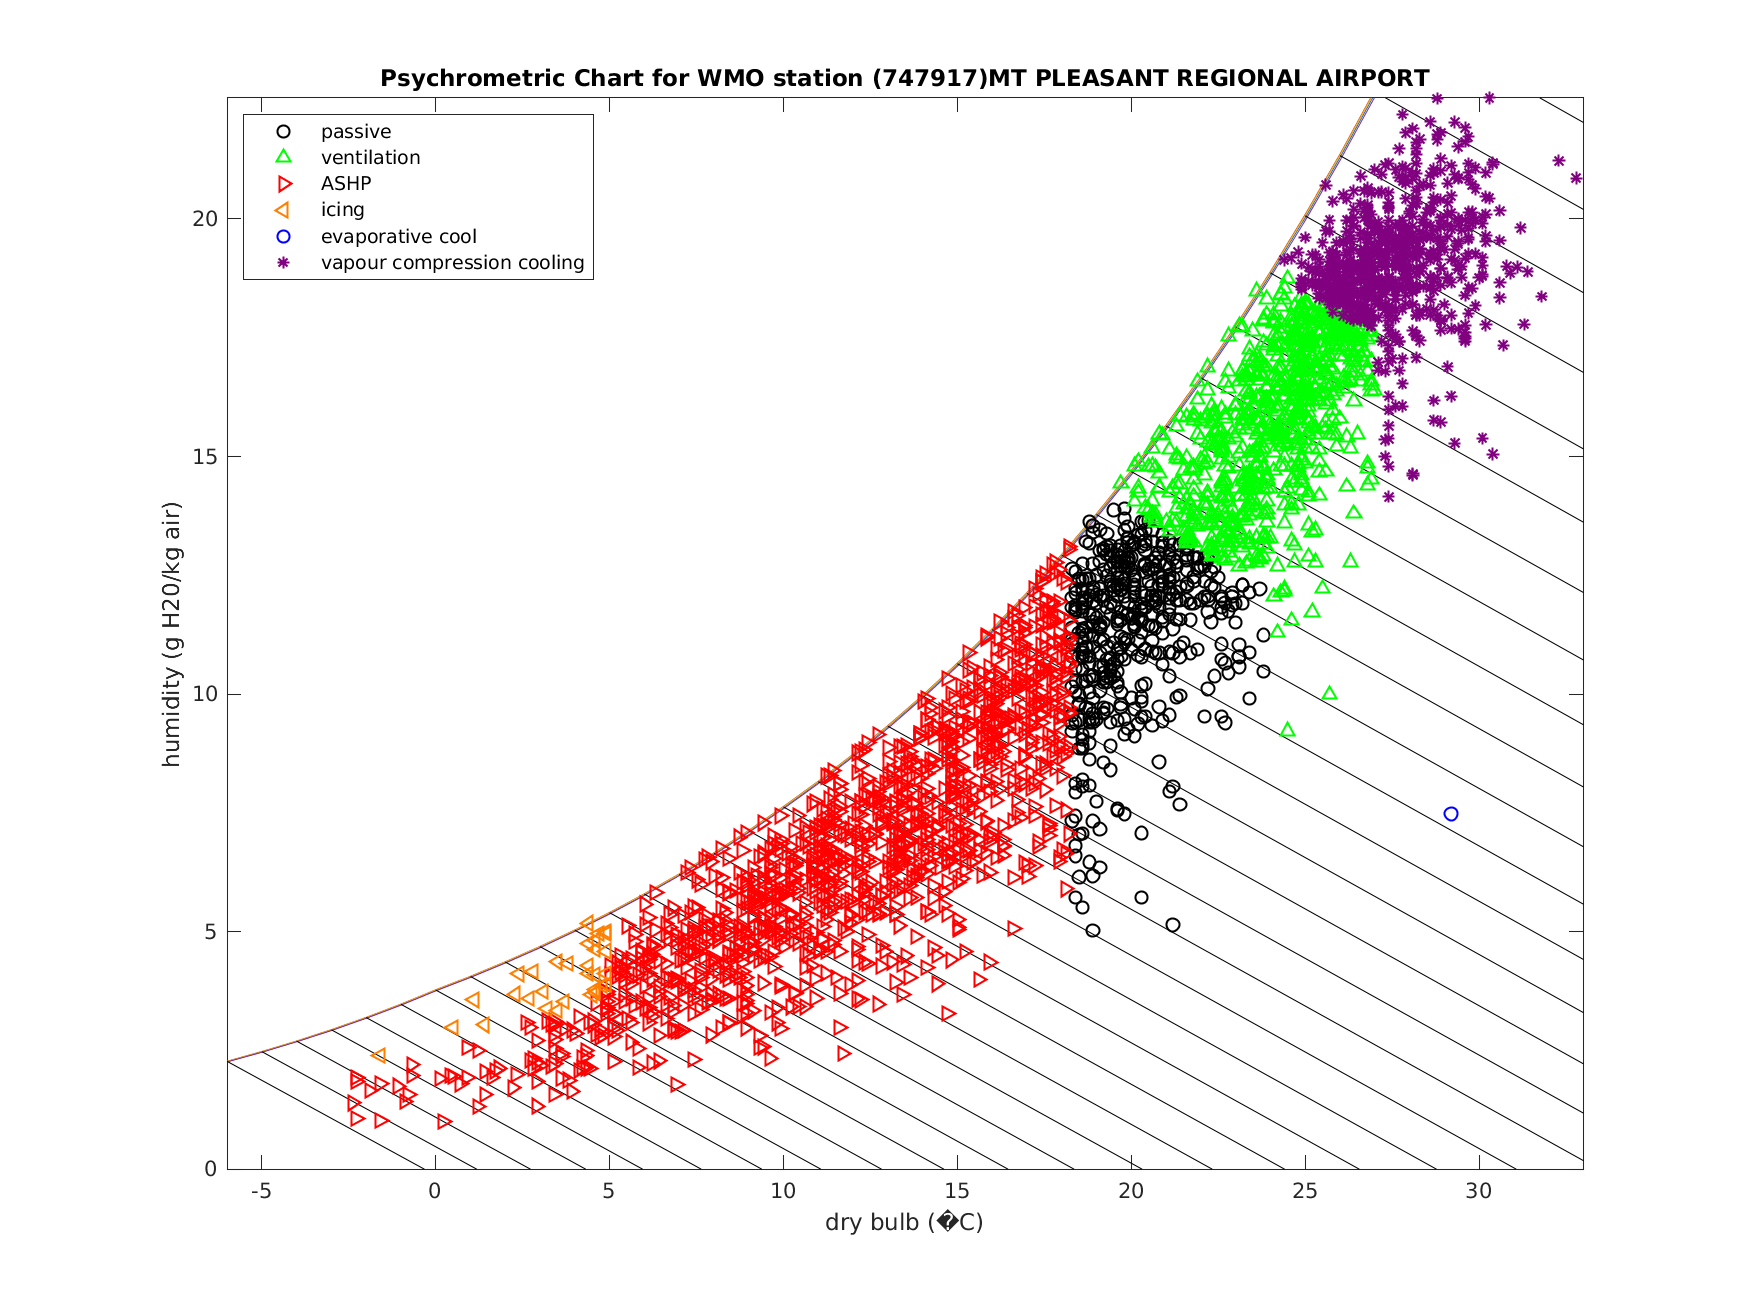 Psychrometric Chart for WMO station (747917)MT PLEASANT REGIONAL AIRPORT
passive
ventilation
ASHP
icing
evaporative cool
vapour compression cooling
humidity (g H20/kg air)
20
15
10
5
0
-5 0 5 10 15 20 25 30
dry bulb (�C)